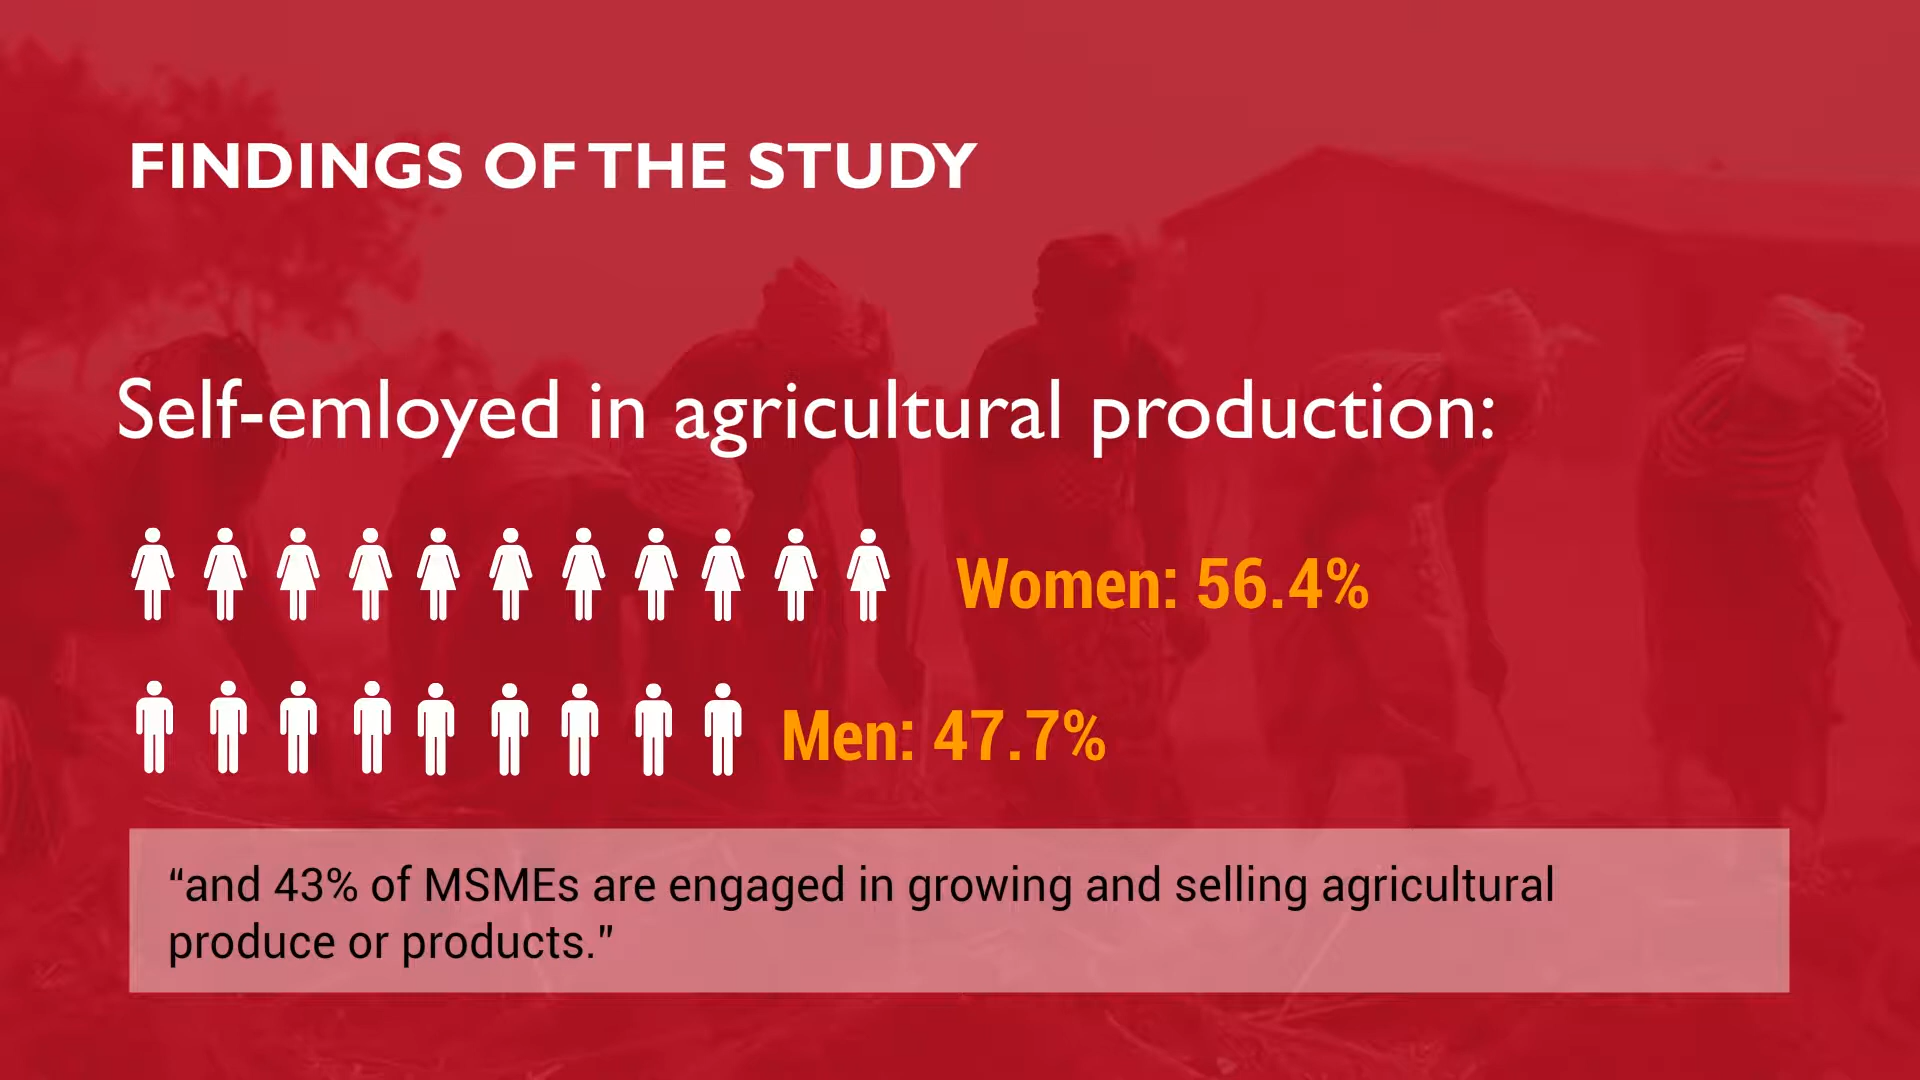 FINDINGS OF THE STUDY
Self-emloyed in agricultural production:
Women: 56.4%
Men: 47.7%
“and 43% of MSMEs are engaged in growing and selling agricultural
produce or products.”